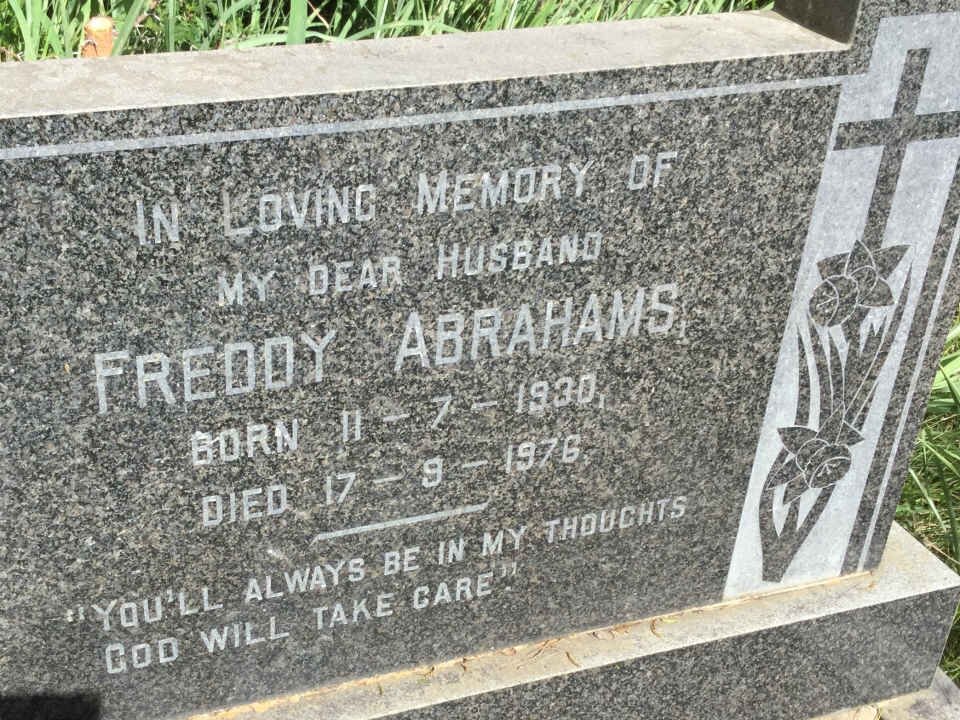 IN LOVING MEMORY OF
MY DEAR HUSBAND
FREDDY ABRAHAMS,
BORN 11 - 7 - 1930,
DIED 17 - 9 - 1976.
"YOU'LL ALWAYS BE IN MY THOUGHTS
GOD WILL TAKE CARE".